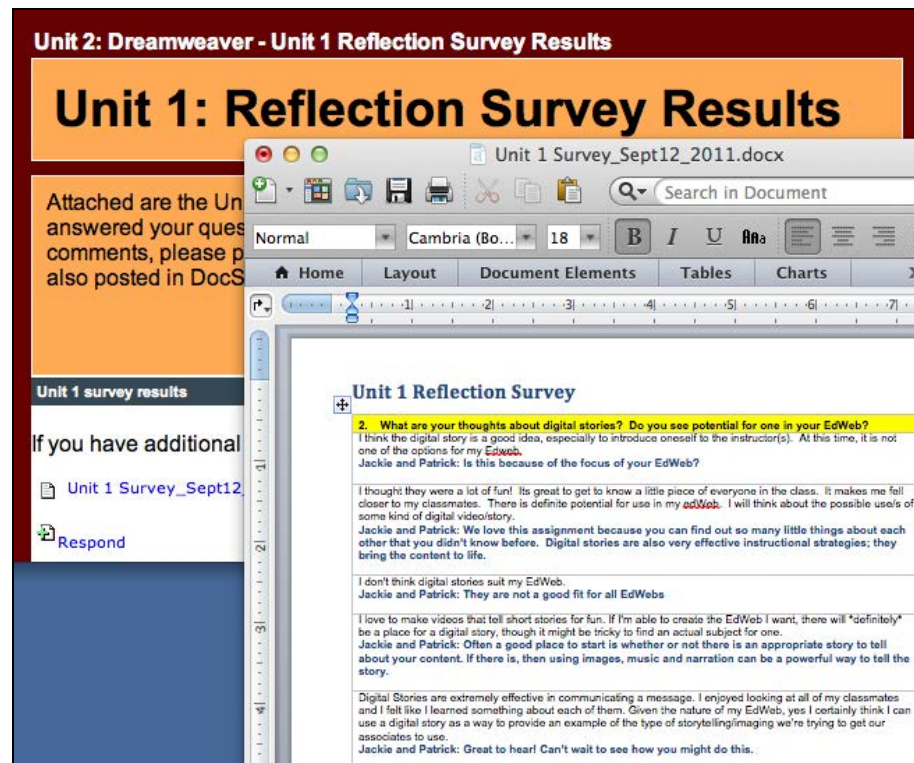 Unit 2: Dreamweaver - Unit 1 Reflection Survey Results
Unit 1: Reflection Survey Results
Attached are the Un
answered your ques
comments, please p
also posted in DocS
Unit 1 survey results
If you have additional
Unit 1 Survey_Sept12_
Respond
Unit 1 Survey_Sept12_2011.docx
Search in Document
Normal
Cambria (Bo...
18
B I U
Home Layout Document Elements Tables Charts
1 2 3 4 5 6 7
1
2
3
4
Unit 1 Reflection Survey
2. What are your thoughts about digital stories? Do you see potential for one in your EdWeb?
I think the digital story is a good idea, especially to introduce oneself to the instructor(s). At this time, it is not
one of the options for my Edweb.
Jackie and Patrick: Is this because of the focus of your EdWeb?
I thought they were a lot of fun! Its great to get to know a little piece of everyone in the class. It makes me fell
closer to my classmates. There is definite potential for use in my edWeb. I will think about the possible use/s of
some kind of digital video/story.
Jackie and Patrick: We love this assignment because you can find out so many little things about each
other that you didn't know before. Digital stories are also very effective instructional strategies; they
bring the content to life.
I don't think digital stories suit my EdWeb.
Jackie and Patrick: They are not a good fit for all EdWebs
I love to make videos that tell short stories for fun. If I'm able to create the EdWeb I want, there will *definitely*
be a place for a digital story, though it might be tricky to find an actual subject for one.
Jackie and Patrick: Often a good place to start is whether or not there is an appropriate story to tell
about your content. If there is, then using images, music and narration can be a powerful way to tell the
story.
Digital Stories are extremely effective in communicating a message. I enjoyed looking at all of my classmates
and I felt like I learned something about each of them. Given the nature of my EdWeb, yes I certainly think I can
use a digital story as a way to provide an example of the type of storytelling/imaging we're trying to get our
associates to use.
Jackie and Patrick: Great to hear! Can't wait to see how you might do this.